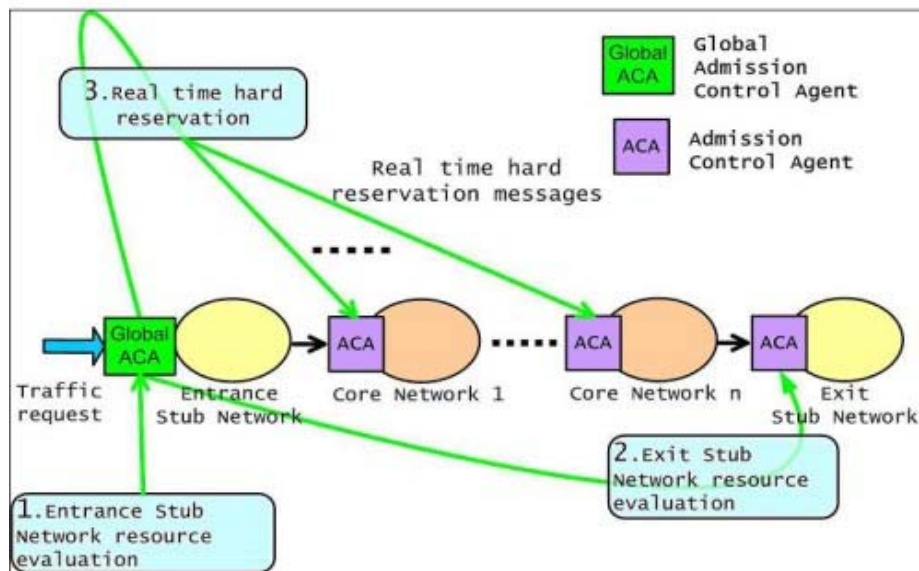 Global
ACA
Global
Admission
Control Agent
3.Real time hard
reservation
ACA
Admission
Control Agent
Real time hard
reservation messages
Global
ACA
ACA
ACA
ACA
Traffic
request
Entrance
Stub Network
Core Network 1
Core Network n
Exit
Stub Network
2.Exit Stub
Network resource
evaluation
1.Entrance Stub
Network resource
evaluation